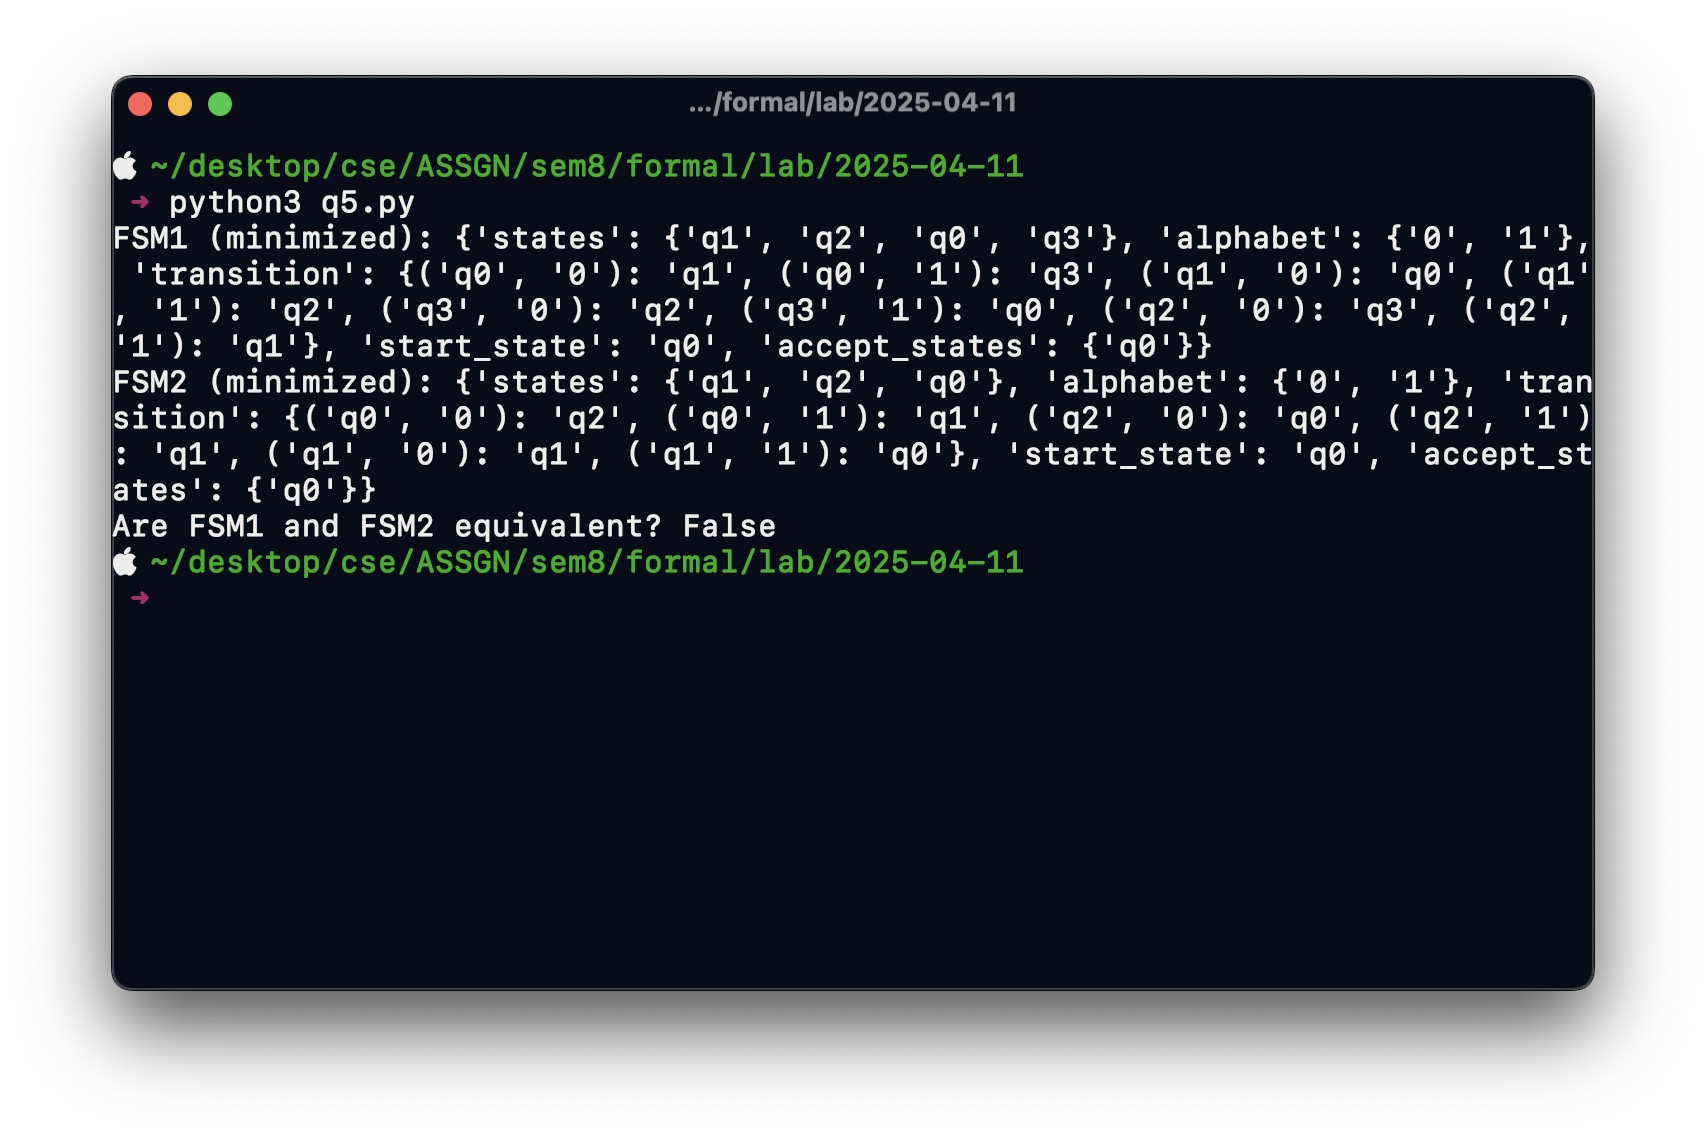 .../formal/lab/2025-04-11
~/desktop/cse/ASSGN/sem8/formal/lab/2025-04-11
➜ python3 q5.py
FSM1 (minimized): {'states': {'q1', 'q2', 'q0', 'q3'}, 'alphabet': {'0', '1'},
 'transition': {('q0', '0'): 'q1', ('q0', '1'): 'q3', ('q1', '0'): 'q0', ('q1'
, '1'): 'q2', ('q3', '0'): 'q2', ('q3', '1'): 'q0', ('q2', '0'): 'q3', ('q2',
'1'): 'q1'}, 'start_state': 'q0', 'accept_states': {'q0'}}
FSM2 (minimized): {'states': {'q1', 'q2', 'q0'}, 'alphabet': {'0', '1'}, 'tran
sition': {('q0', '0'): 'q2', ('q0', '1'): 'q1', ('q2', '0'): 'q0', ('q2', '1')
: 'q1', ('q1', '0'): 'q1', ('q1', '1'): 'q0'}, 'start_state': 'q0', 'accept_st
ates': {'q0'}}
Are FSM1 and FSM2 equivalent? False
~/desktop/cse/ASSGN/sem8/formal/lab/2025-04-11
➜